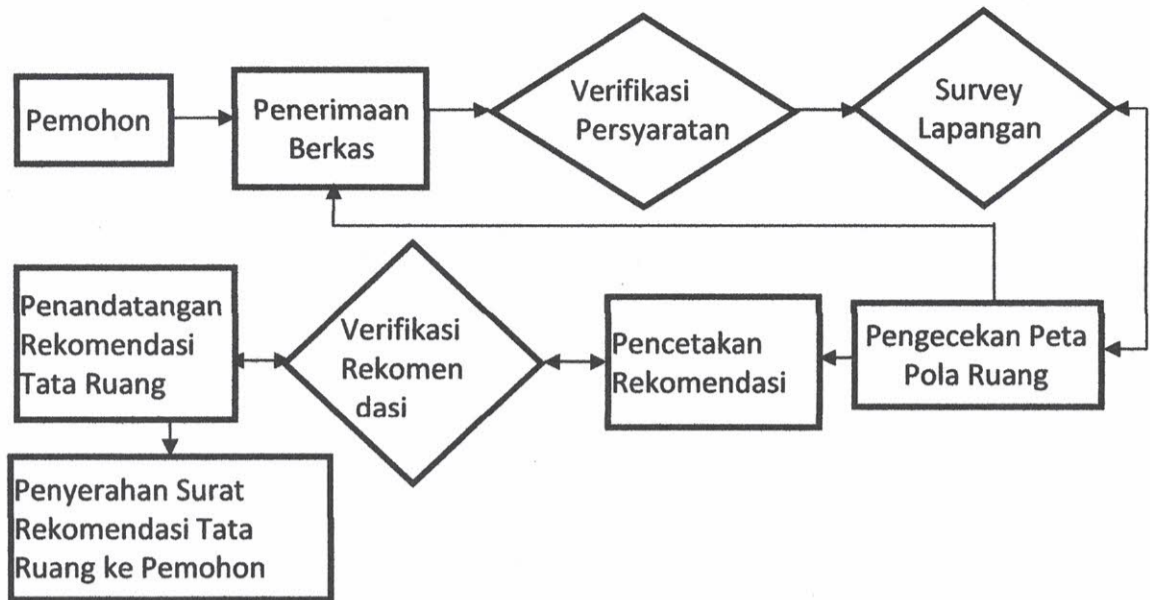 Pemohon
Penerimaan
Berkas
Verifikasi
Persyaratan
Survey
Lapangan
Pengecekan Peta
Pola Ruang
Pencetakan
Rekomendasi
Verifikasi
Rekomen
dasi
Penandatangan
Rekomendasi
Tata Ruang
Penyerahan Surat
Rekomendasi Tata
Ruang ke Pemohon